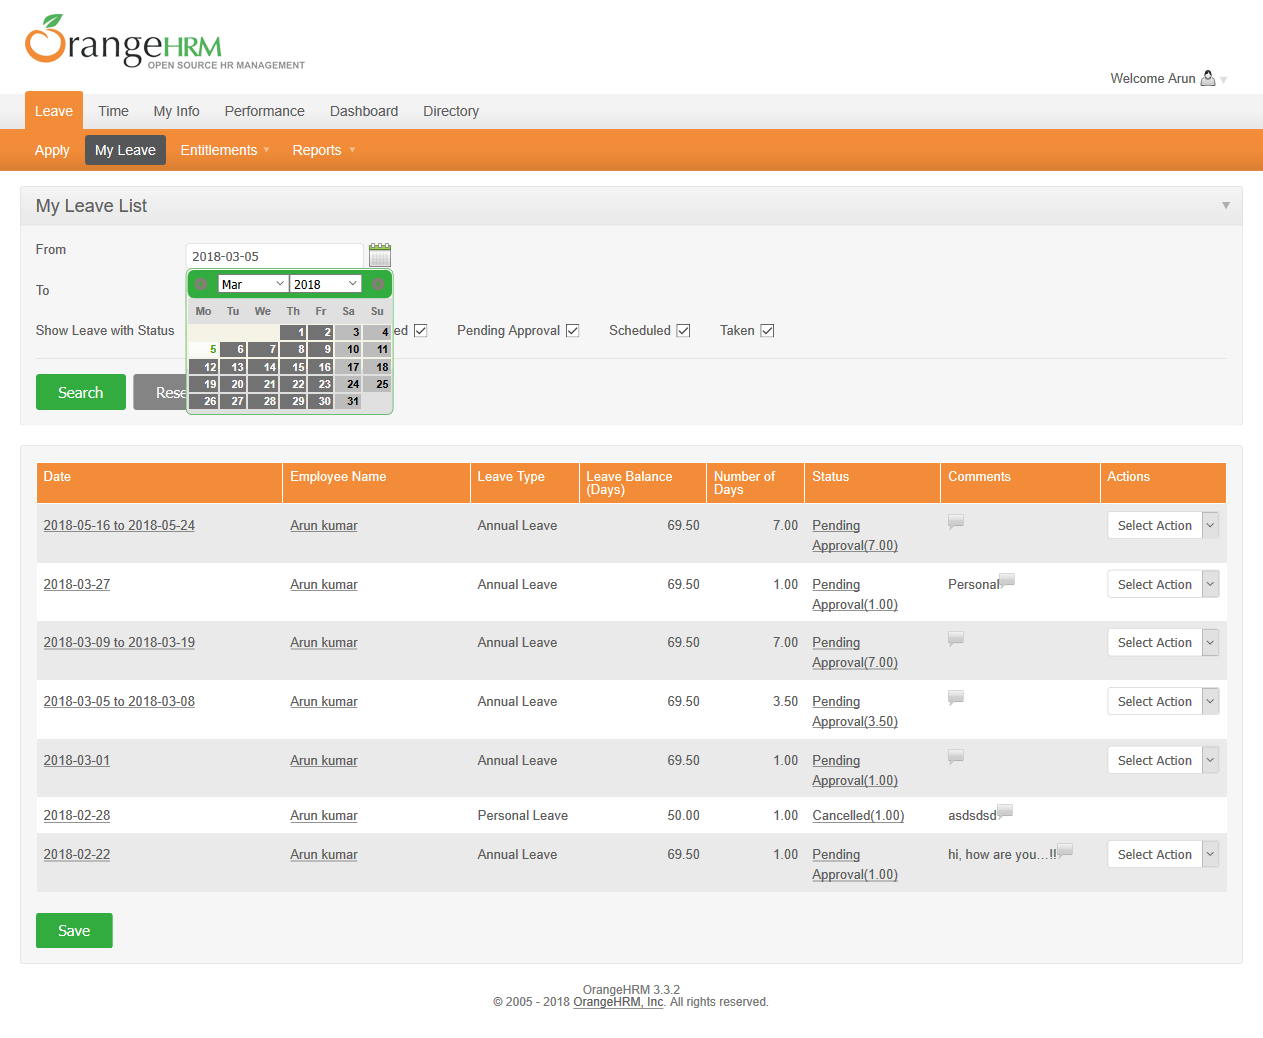 OrangeHRM
OPEN SOURCE HR MANAGEMENT
Welcome Arun
Leave Time My Info Performance Dashboard Directory
Apply My Leave Entitlements Reports
My Leave List
From 2018-03-05
To
Mar 2018
Mo Tu We Th Fr Sa Su
1 2 3 4
5 6 7 8 9 10 11
12 13 14 15 16 17 18
19 20 21 22 23 24 25
26 27 28 29 30 31
Show Leave with Status ed Pending Approval Scheduled Taken
Search Rese
Date Employee Name Leave Type Leave Balance (Days) Number of Days Status Comments Actions
2018-05-16 to 2018-05-24 Arun kumar Annual Leave 69.50 7.00 Pending Approval(7.00) Select Action
2018-03-27 Arun kumar Annual Leave 69.50 1.00 Pending Approval(1.00) Personal Select Action
2018-03-09 to 2018-03-19 Arun kumar Annual Leave 69.50 7.00 Pending Approval(7.00) Select Action
2018-03-05 to 2018-03-08 Arun kumar Annual Leave 69.50 3.50 Pending Approval(3.50) Select Action
2018-03-01 Arun kumar Annual Leave 69.50 1.00 Pending Approval(1.00) Select Action
2018-02-28 Arun kumar Personal Leave 50.00 1.00 Cancelled(1.00) asdsdsd
2018-02-22 Arun kumar Annual Leave 69.50 1.00 Pending Approval(1.00) hi, how are you...!! Select Action
Save
OrangeHRM 3.3.2
© 2005 - 2018 OrangeHRM, Inc. All rights reserved.